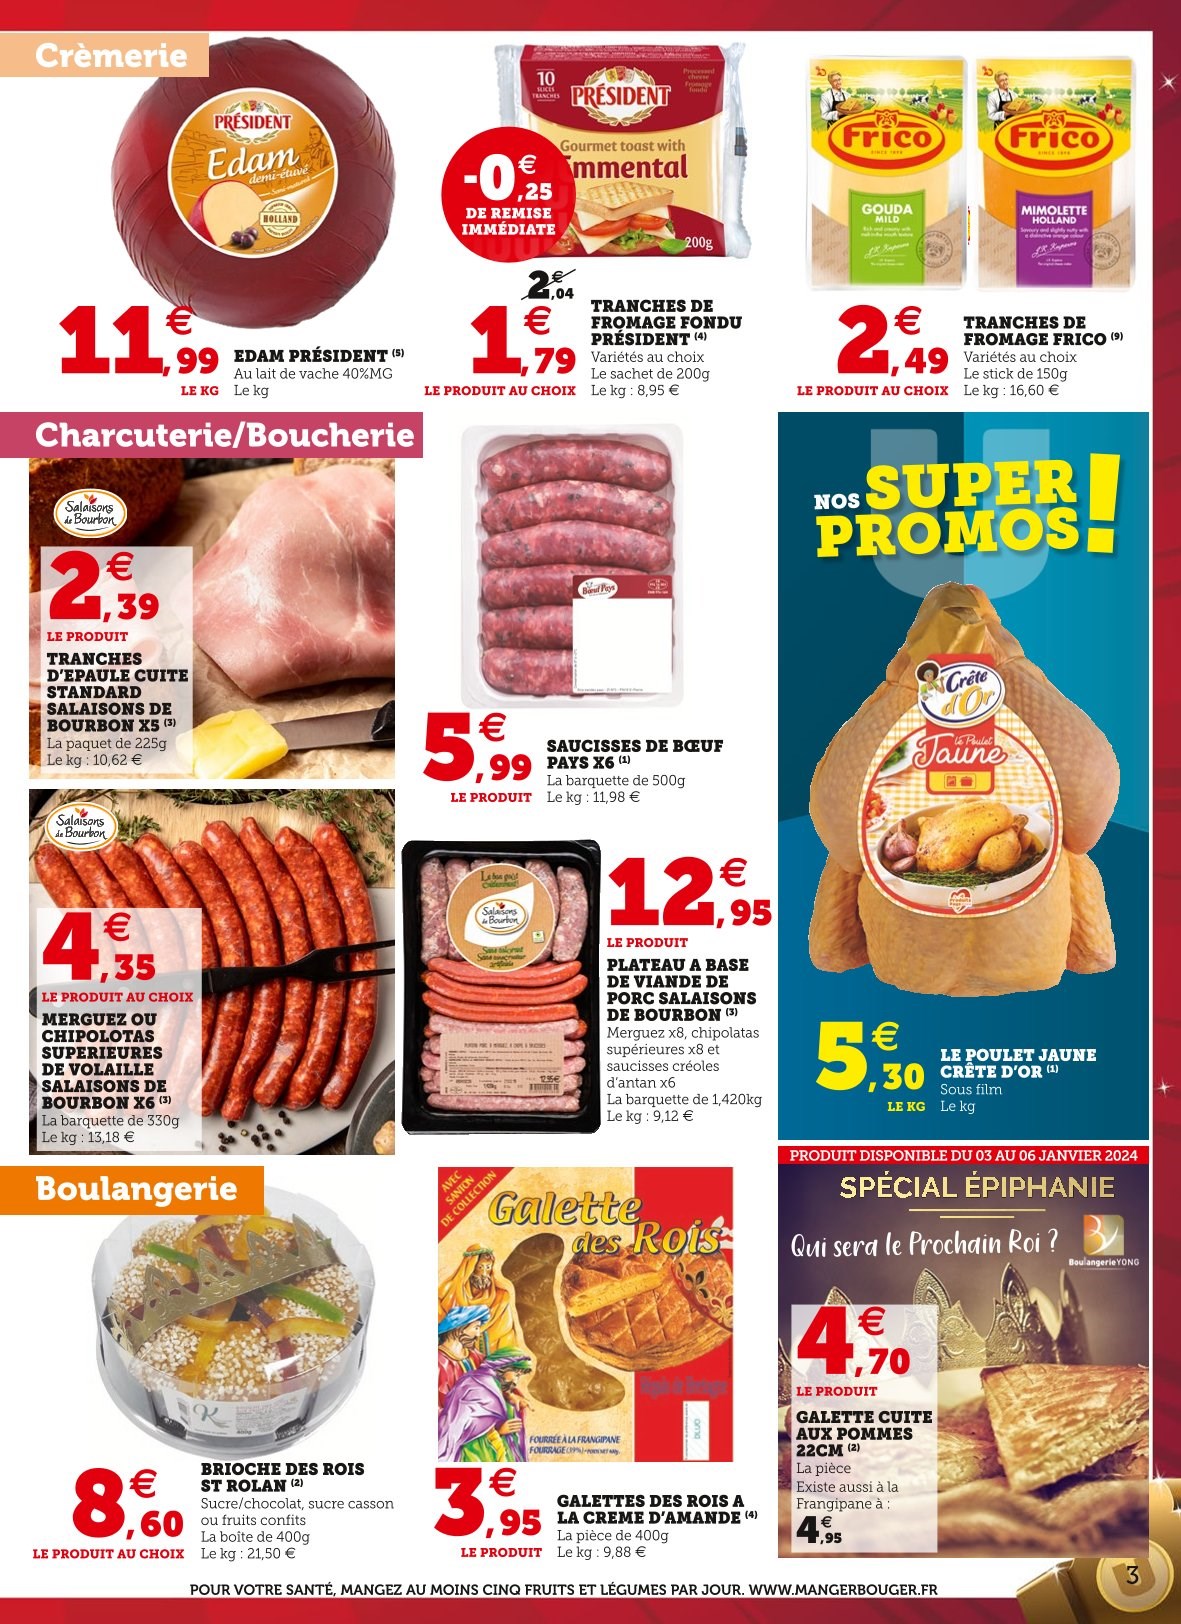 Crèmerie
PRÉSIDENT
Edam
demi-étuvé
HOLLAND
11€,99
LE KG
EDAM PRÉSIDENT (5)
Au lait de vache 40%MG
Le kg
10
SLICES
TRANCHES
PRÉSIDENT
Processed cheese
Fromage fondu
Gourmet toast with
Emmental
200g
-0€,25
DE REMISE
IMMÉDIATE
2€,04
1€,79
LE PRODUIT AU CHOIX
TRANCHES DE
FROMAGE FONDU
PRÉSIDENT (4)
Variétés au choix
Le sachet de 200g
Le kg : 8,95 €
Frico
SINCE 1898
GOUDA
MILD
Frico
SINCE 1898
MIMOLETTE
HOLLAND
2€,49
LE PRODUIT AU CHOIX
TRANCHES DE
FROMAGE FRICO (9)
Variétés au choix
Le stick de 150g
Le kg : 16,60 €
Charcuterie/Boucherie
Salaisons
de Bourbon
2€,39
LE PRODUIT
TRANCHES
D'EPAULE CUITE
STANDARD
SALAISONS DE
BOURBON X5 (3)
La paquet de 225g
Le kg : 10,62 €
Bœuf Pays
5€,99
LE PRODUIT
SAUCISSES DE BŒUF
PAYS X6 (1)
La barquette de 500g
Le kg : 11,98 €
NOS SUPER
PROMOS !
Crête
d'Or
Le Poulet
Jaune
5€,30
LE KG
LE POULET JAUNE
CRÊTE D'OR (1)
Sous film
Le kg
Salaisons
de Bourbon
4€,35
LE PRODUIT AU CHOIX
MERGUEZ OU
CHIPOLOTAS
SUPERIEURES
DE VOLAILLE
SALAISONS DE
BOURBON X6 (3)
La barquette de 330g
Le kg : 13,18 €
Le bon goût
Salaisons
de Bourbon
12€,95
LE PRODUIT
PLATEAU A BASE
DE VIANDE DE
PORC SALAISONS
DE BOURBON (3)
Merguez x8, chipolatas
supérieures x8 et
saucisses créoles
d'antan x6
La barquette de 1,420kg
Le kg : 9,12 €
Boulangerie
8€,60
LE PRODUIT AU CHOIX
BRIOCHE DES ROIS
ST ROLAN (2)
Sucre/chocolat, sucre casson
ou fruits confits
La boîte de 400g
Le kg : 21,50 €
AVEC
SANTON
DE COLLECTION
Galette
des Rois
FOURRÉE À LA FRANGIPANE
3€,95
LE PRODUIT
GALETTES DES ROIS A
LA CREME D'AMANDE (4)
La pièce de 400g
Le kg : 9,88 €
PRODUIT DISPONIBLE DU 03 AU 06 JANVIER 2024
SPÉCIAL ÉPIPHANIE
Qui sera le Prochain Roi ?
BoulangerieYONG
4€,70
LE PRODUIT
GALETTE CUITE
AUX POMMES
22CM (2)
La pièce
Existe aussi à la
Frangipane à :
4€,95
POUR VOTRE SANTÉ, MANGEZ AU MOINS CINQ FRUITS ET LÉGUMES PAR JOUR. WWW.MANGERBOUGER.FR
3